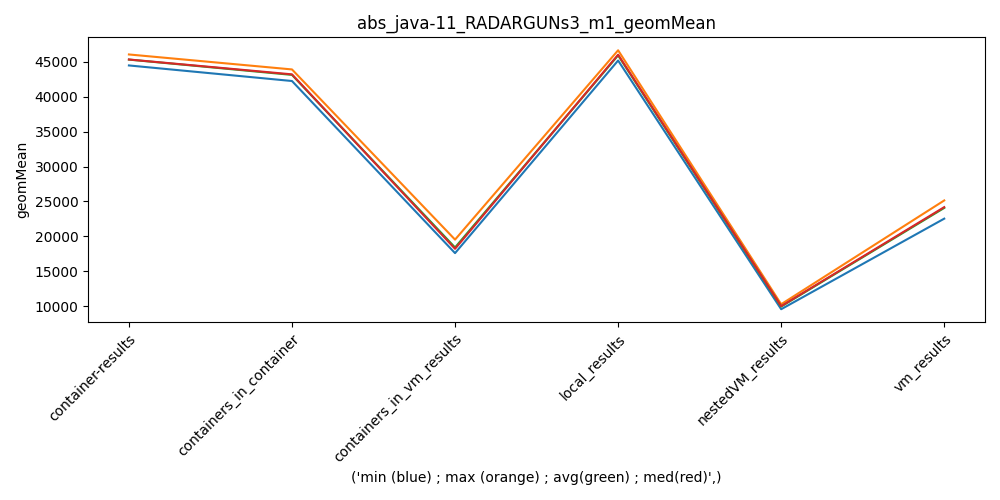 abs_java-11_RADARGUNs3_m1_geomMean
geomMean
45000
40000
35000
30000
25000
20000
15000
10000
container-results
containers_in_container
containers_in_vm_results
local_results
nestedVM_results
vm_results
('min (blue) ; max (orange) ; avg(green) ; med(red)',)